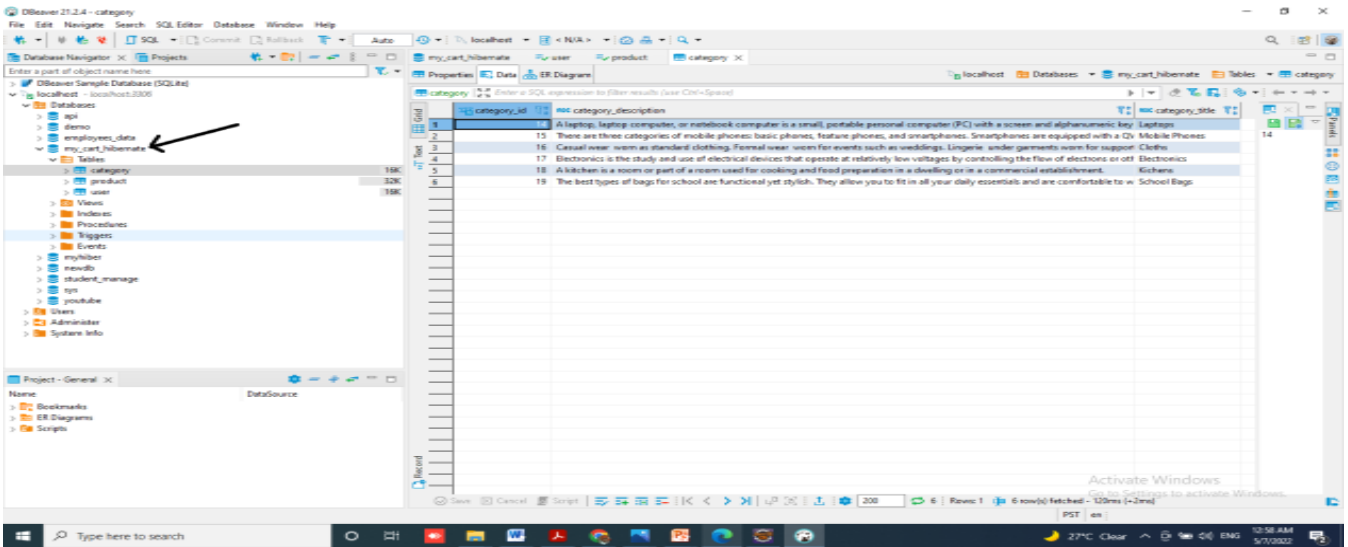 DBeaver 21.2.4 - category
File Edit Navigate Search SQL Editor Database Window Help
SQL Commit Rollback Auto localhost < N/A >
Database Navigator Projects
my_cart_hibernate user product category
Enter a part of object name here
Properties Data ER Diagram
localhost Databases my_cart_hibernate Tables category
category Enter a SQL expression to filter results (use Ctrl+Space)
DBeaver Sample Database (SQLite)
localhost - localhost:3306
Databases
api
demo
employees_data
my_cart_hibernate
Tables
category 16K
product 32K
user 16K
Views
Indexes
Procedures
Triggers
Events
myhiber
newdb
student_manage
sys
youtube
Users
Administer
System Info
Grid
Text
Record
category_id category_description category_title
1 14 A laptop, laptop computer, or notebook computer is a small, portable personal computer (PC) with a screen and alphanumeric key Laptops
2 15 There are three categories of mobile phones: basic phones, feature phones, and smartphones. Smartphones are equipped with a QV Mobile Phones
3 16 Casual wear worn as standard clothing. Formal wear worn for events such as weddings. Lingerie under garments worn for support Cloths
4 17 Electronics is the study and use of electrical devices that operate at relatively low voltages by controlling the flow of electrons or otl Electronics
5 18 A kitchen is a room or part of a room used for cooking and food preparation in a dwelling or in a commercial establishment. Kichens
6 19 The best types of bags for school are functional yet stylish. They allow you to fit in all your daily essentials and are comfortable to w School Bags
14
Panels
Project - General
Name DataSource
Bookmarks
ER Diagrams
Scripts
Activate Windows
Go to Settings to activate Windows.
Save Cancel Script 200 6 Rows: 1 6 row(s) fetched - 120ms (+2ms)
PST en
Type here to search
27°C Clear ENG
12:58 AM
5/7/2022